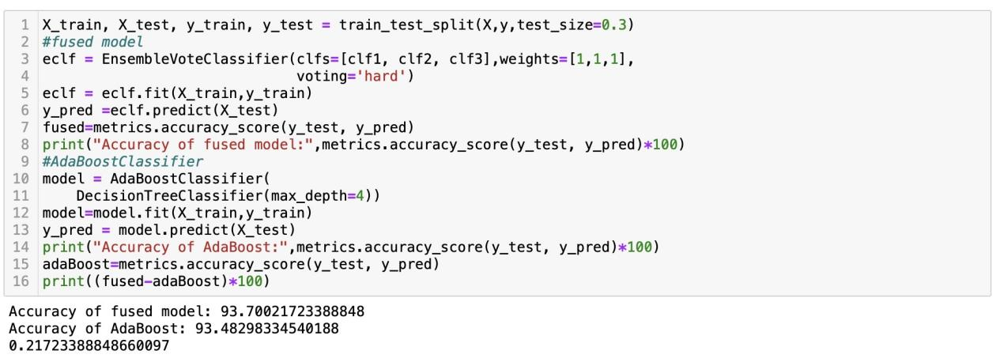 1 X_train, X_test, y_train, y_test = train_test_split(X,y,test_size=0.3)
2 #fused model
3 eclf = EnsembleVoteClassifier(clfs=[clf1, clf2, clf3],weights=[1,1,1],
4                               voting='hard')
5 eclf = eclf.fit(X_train,y_train)
6 y_pred =eclf.predict(X_test)
7 fused=metrics.accuracy_score(y_test, y_pred)
8 print("Accuracy of fused model:",metrics.accuracy_score(y_test, y_pred)*100)
9 #AdaBoostClassifier
10 model = AdaBoostClassifier(
11     DecisionTreeClassifier(max_depth=4))
12 model=model.fit(X_train,y_train)
13 y_pred = model.predict(X_test)
14 print("Accuracy of AdaBoost:",metrics.accuracy_score(y_test, y_pred)*100)
15 adaBoost=metrics.accuracy_score(y_test, y_pred)
16 print((fused-adaBoost)*100)
Accuracy of fused model: 93.70021723388848
Accuracy of AdaBoost: 93.48298334540188
0.21723388848660097